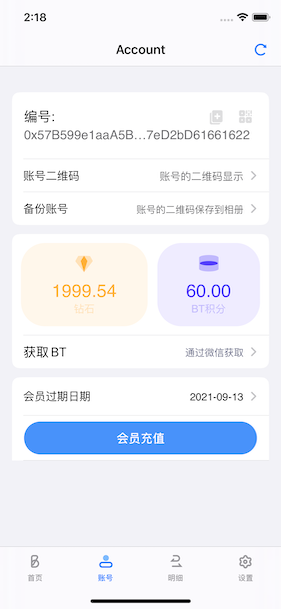 2:18
Account
编号:
0x57B599e1aaA5B...7eD2bD61661622
账号二维码 账号的二维码显示
备份账号 账号的二维码保存到相册
1999.54 60.00
钻石 BT积分
获取BT 通过微信获取
会员过期日期 2021-09-13
会员充值
首页 账号 明细 设置